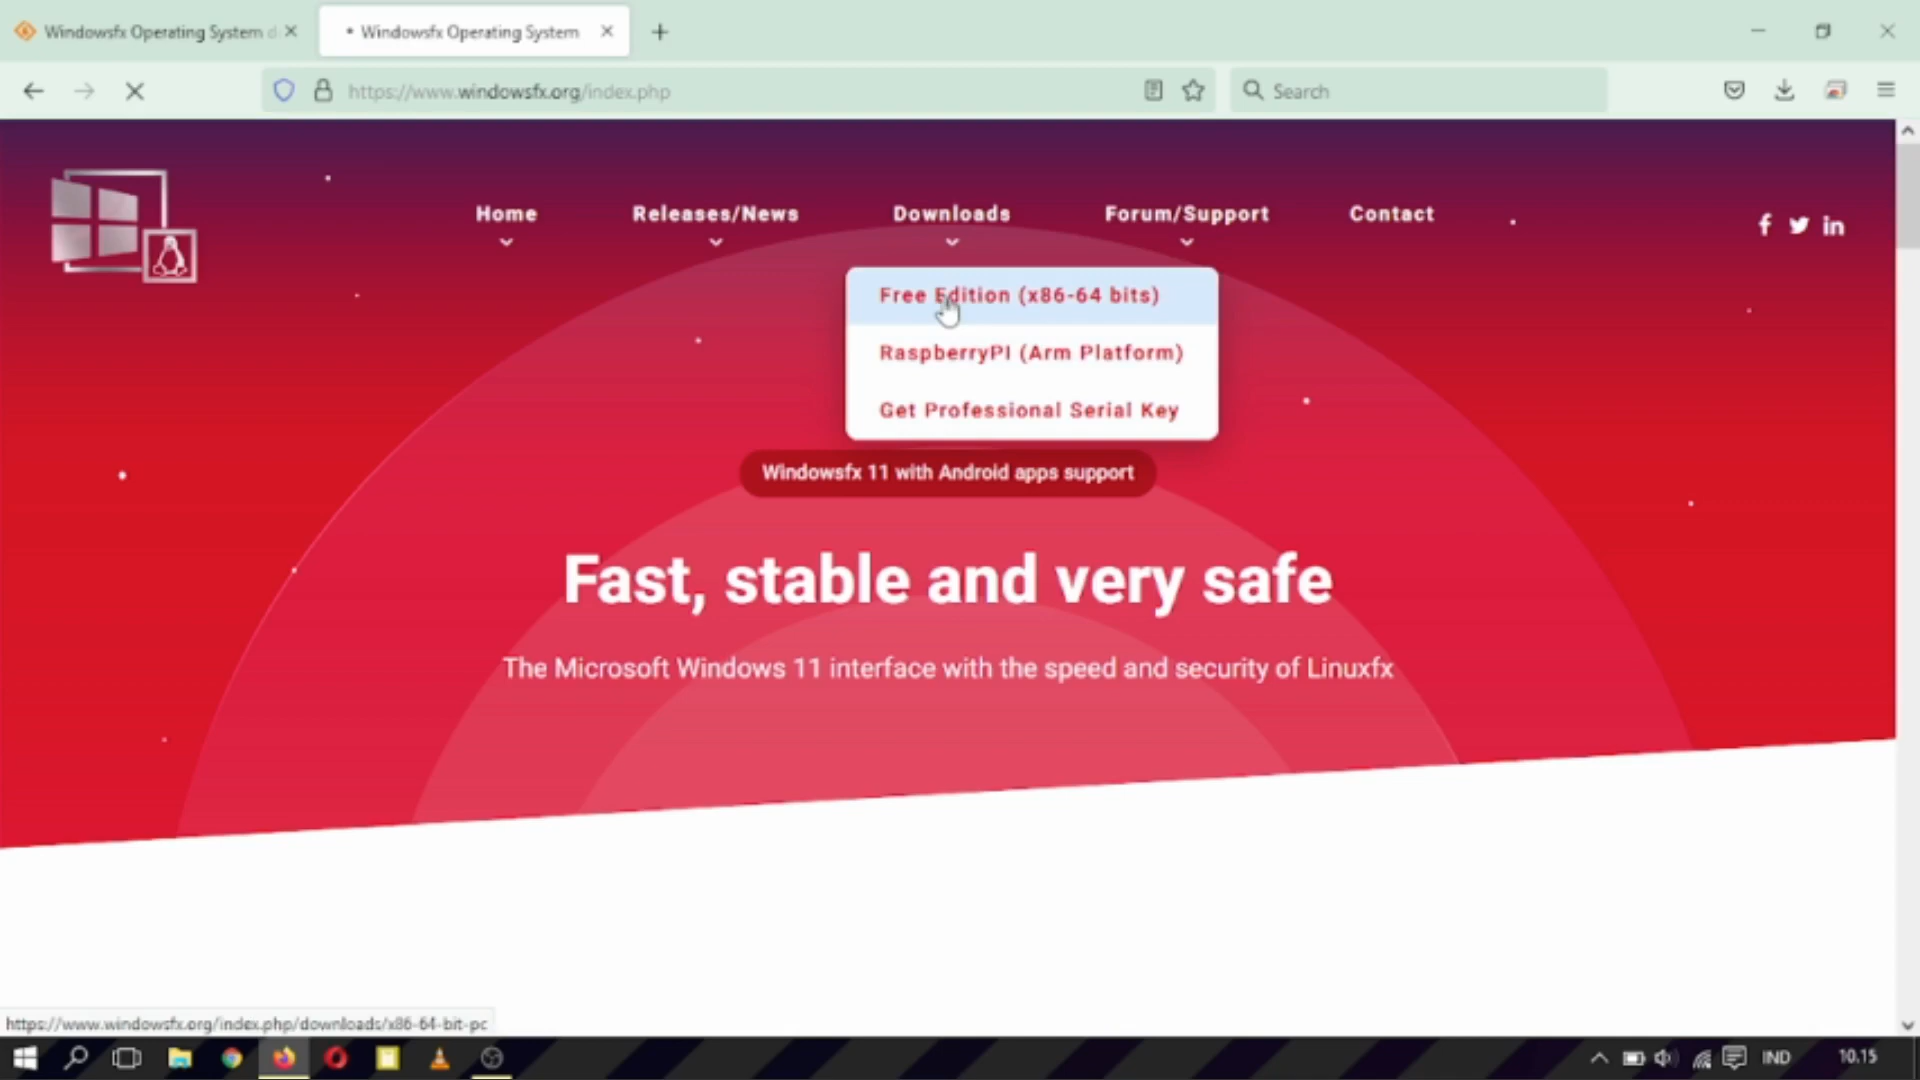 Windowsfx Operating System d
Windowsfx Operating System
https://www.windowsfx.org/index.php
Search
Home
Releases/News
Downloads
Forum/Support
Contact
Free Edition (x86-64 bits)
RaspberryPI (Arm Platform)
Get Professional Serial Key
Windowsfx 11 with Android apps support
Fast, stable and very safe
The Microsoft Windows 11 interface with the speed and security of Linuxfx
https://www.windowsfx.org/index.php/downloads/x86-64-bit-pc
IND
10.15